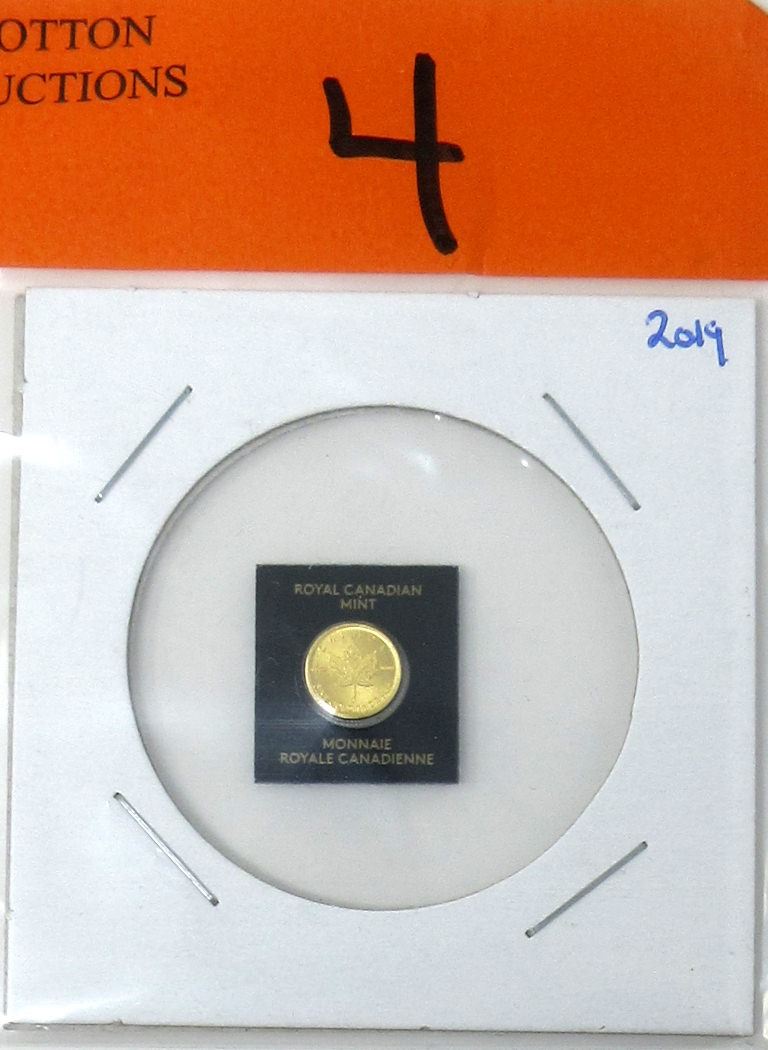 OTTON
UCTIONS
4
2019
ROYAL CANADIAN
MINT
MONNAIE
ROYALE CANADIENNE